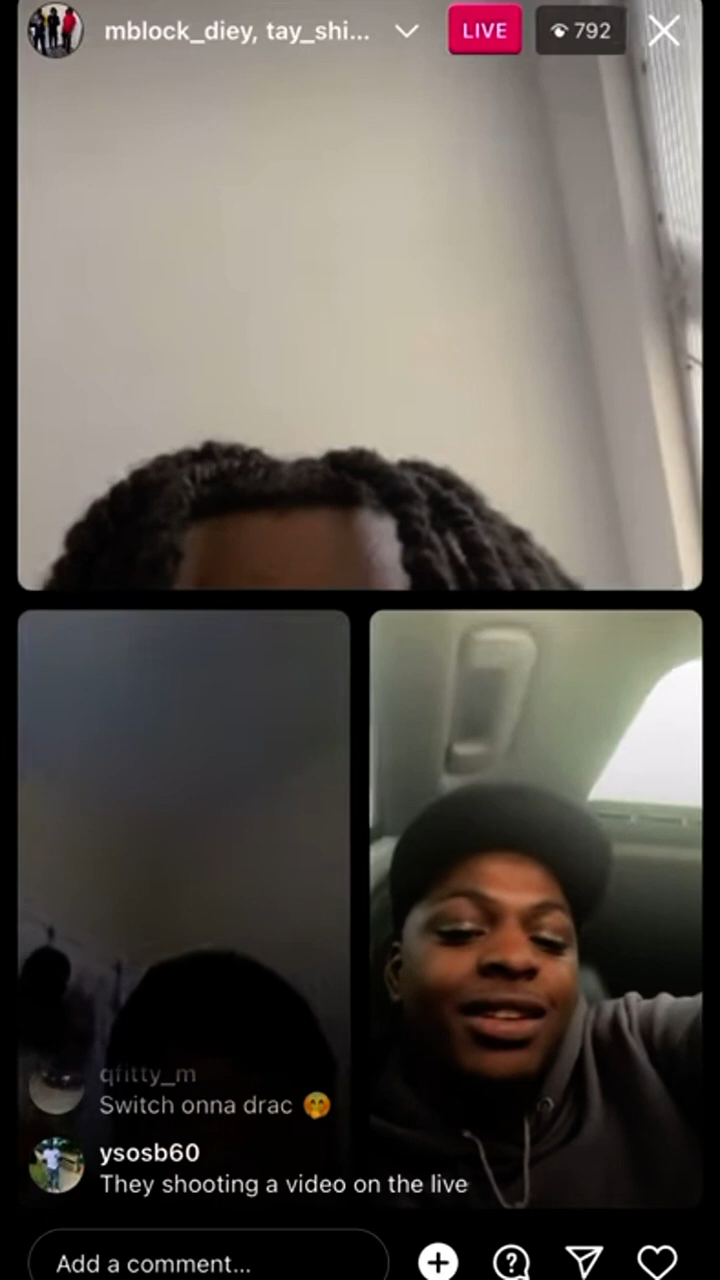 mblock_diey, tay_shi...
LIVE
792
qfitty_m
Switch onna drac 🤭
ysosb60
They shooting a video on the live
Add a comment...